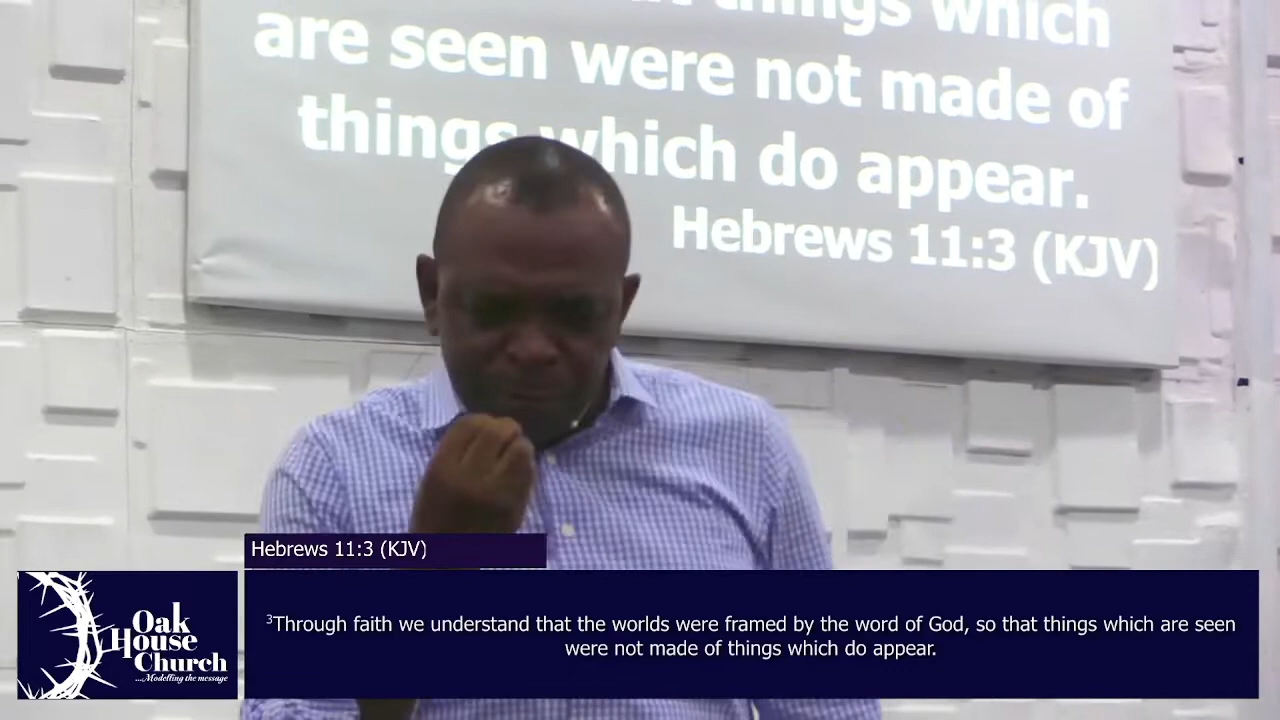 things which
are seen were not made of
things which do appear.
Hebrews 11:3 (KJV)
Hebrews 11:3 (KJV)
³Through faith we understand that the worlds were framed by the word of God, so that things which are seen
were not made of things which do appear.
Oak
House
Church
...Modelling the message